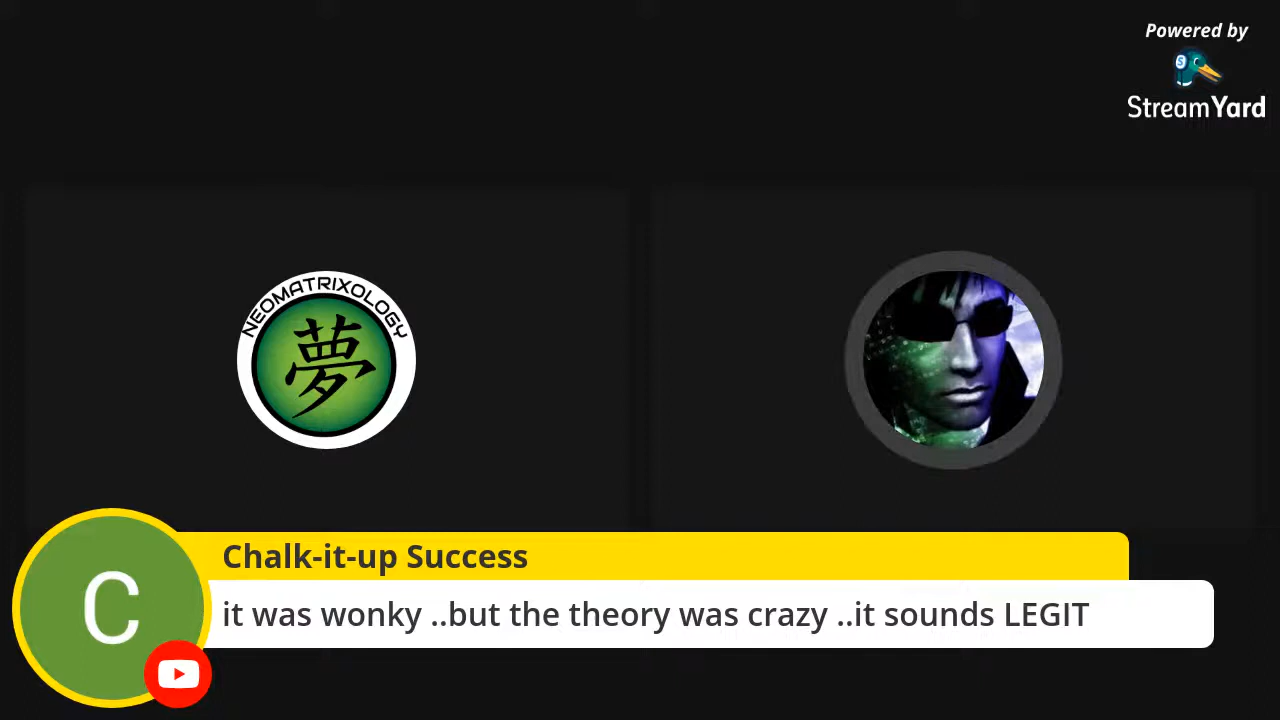 Powered by
StreamYard
NEOMATRIXOLOGY
夢
Chalk-it-up Success
C
it was wonky ..but the theory was crazy ..it sounds LEGIT